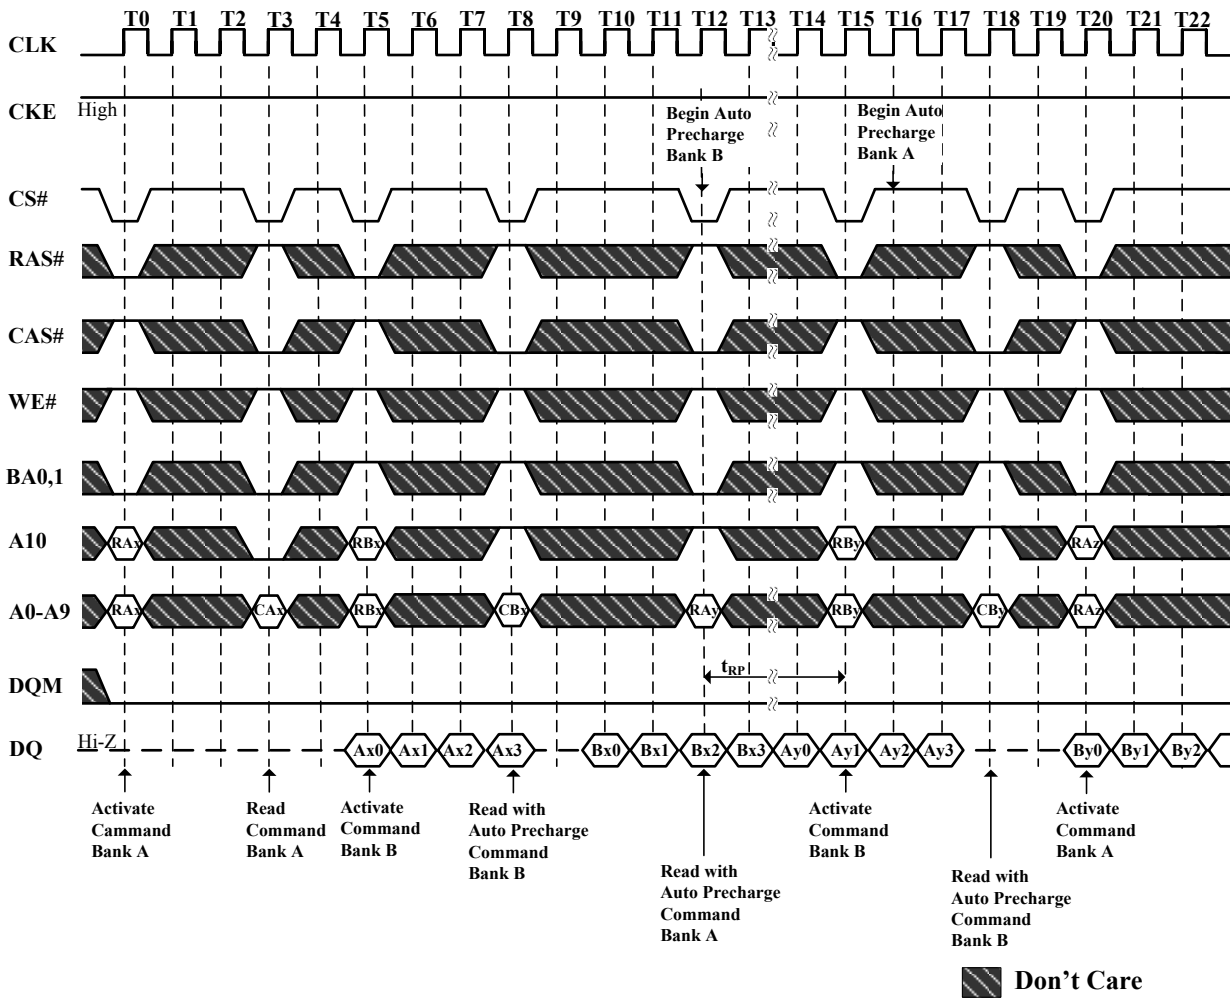 T0 T1 T2 T3 T4 T5 T6 T7 T8 T9 T10 T11 T12 T13 T14 T15 T16 T17 T18 T19 T20 T21 T22
CLK
CKE High
Begin Auto
Precharge
Bank B
Begin Auto
Precharge
Bank A
CS#
RAS#
CAS#
WE#
BA0,1
A10 RAx RBx RBy RAz
A0-A9 RAx CAx RBx CBx RAy RBy CBy RAz
tRP
DQM
DQ Hi-Z Ax0 Ax1 Ax2 Ax3 Bx0 Bx1 Bx2 Bx3 Ay0 Ay1 Ay2 Ay3 By0 By1 By2
Activate
Cammand
Bank A
Read
Command
Bank A
Activate
Command
Bank B
Read with
Auto Precharge
Command
Bank B
Read with
Auto Precharge
Command
Bank A
Activate
Command
Bank B
Read with
Auto Precharge
Command
Bank B
Activate
Command
Bank A
Don't Care